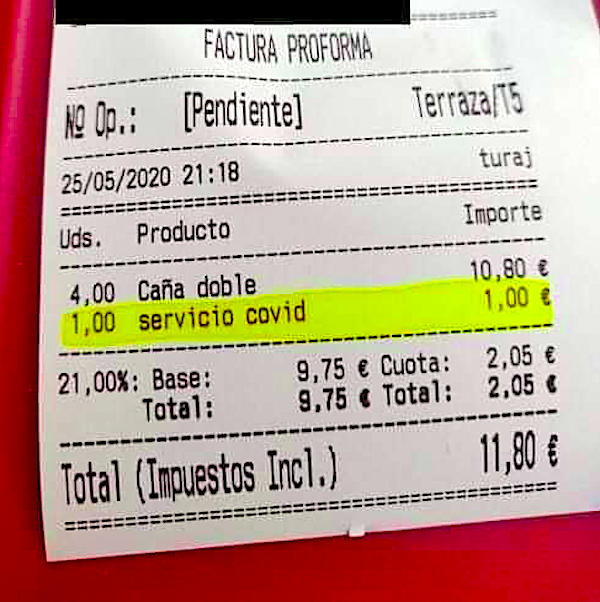 FACTURA PROFORMA
Nº Op.: [Pendiente] Terraza/T5
25/05/2020 21:18 turaj
Uds. Producto Importe
4,00 Caña doble 10,80 €
1,00 servicio covid 1,00 €
21,00%: Base: 9,75 € Cuota: 2,05 €
Total: 9,75 € Total: 2,05 €
Total (Impuestos Incl.) 11,80 €